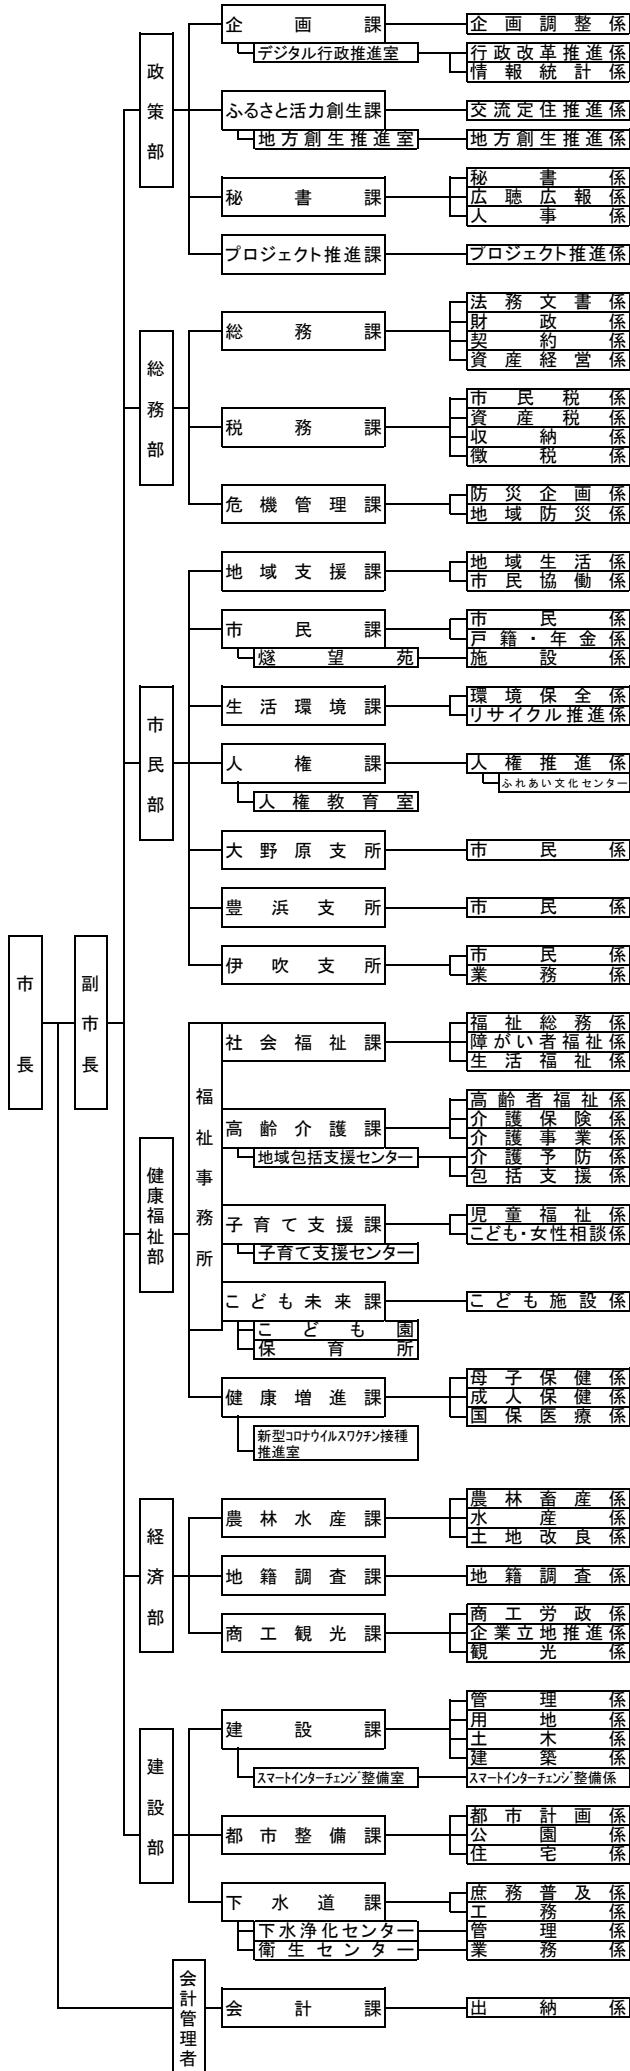 市長
副市長
政策部
企画課
企画調整係
デジタル行政推進室
行政改革推進係
情報統計係
ふるさと活力創生課
交流定住推進係
地方創生推進室
地方創生推進係
秘書課
秘書係
広聴広報係
人事係
プロジェクト推進課
プロジェクト推進係
総務部
総務課
法務文書係
財政係
契約係
資産経営係
税務課
市民税係
資産税係
収納係
徴税係
危機管理課
防災企画係
地域防災係
市民部
地域支援課
地域生活係
市民協働係
市民課
市民係
戸籍・年金係
燧望苑
施設係
生活環境課
環境保全係
リサイクル推進係
人権課
人権推進係
ふれあい文化センター
人権教育室
大野原支所
市民係
豊浜支所
市民係
伊吹支所
市民係
業務係
健康福祉部
福祉事務所
社会福祉課
福祉総務係
障がい者福祉係
生活福祉係
高齢介護課
高齢者福祉係
介護保険係
介護事業係
地域包括支援センター
介護予防係
包括支援係
子育て支援課
児童福祉係
こども・女性相談係
子育て支援センター
こども未来課
こども施設係
こども園
保育所
健康増進課
母子保健係
成人保健係
国保医療係
新型コロナウイルスワクチン接種
推進室
経済部
農林水産課
農林畜産係
水産係
土地改良係
地籍調査課
地籍調査係
商工観光課
商工労政係
企業立地推進係
観光係
建設部
建設課
管理係
用地係
土木係
建築係
スマートインターチェンジ整備室
スマートインターチェンジ整備係
都市整備課
都市計画係
公園係
住宅係
下水道課
庶務普及係
工務係
下水浄化センター
管理係
衛生センター
業務係
会計管理者
会計課
出納係